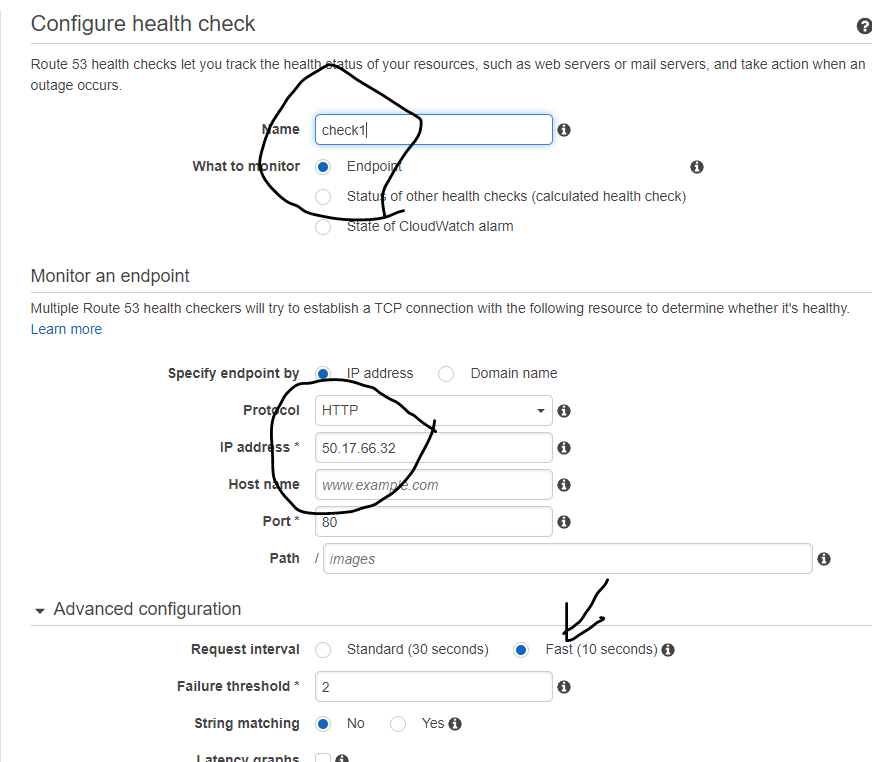 Configure health check
Route 53 health checks let you track the health status of your resources, such as web servers or mail servers, and take action when an
outage occurs.
Name check1
What to monitor Endpoint
Status of other health checks (calculated health check)
State of CloudWatch alarm
Monitor an endpoint
Multiple Route 53 health checkers will try to establish a TCP connection with the following resource to determine whether it's healthy.
Learn more
Specify endpoint by IP address Domain name
Protocol HTTP
IP address * 50.17.66.32
Host name www.example.com
Port * 80
Path / images
Advanced configuration
Request interval Standard (30 seconds) Fast (10 seconds)
Failure threshold * 2
String matching No Yes
Latency graphs